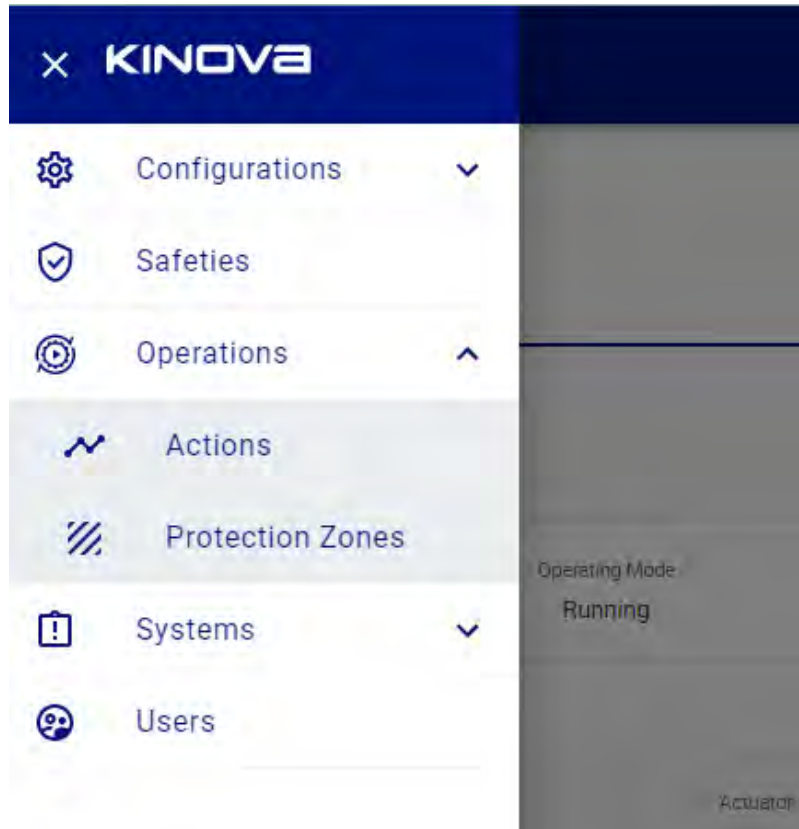 KINOVA
Configurations
Safeties
Operations
Actions
Protection Zones
Operating Mode
Running
Systems
Users
Actuator